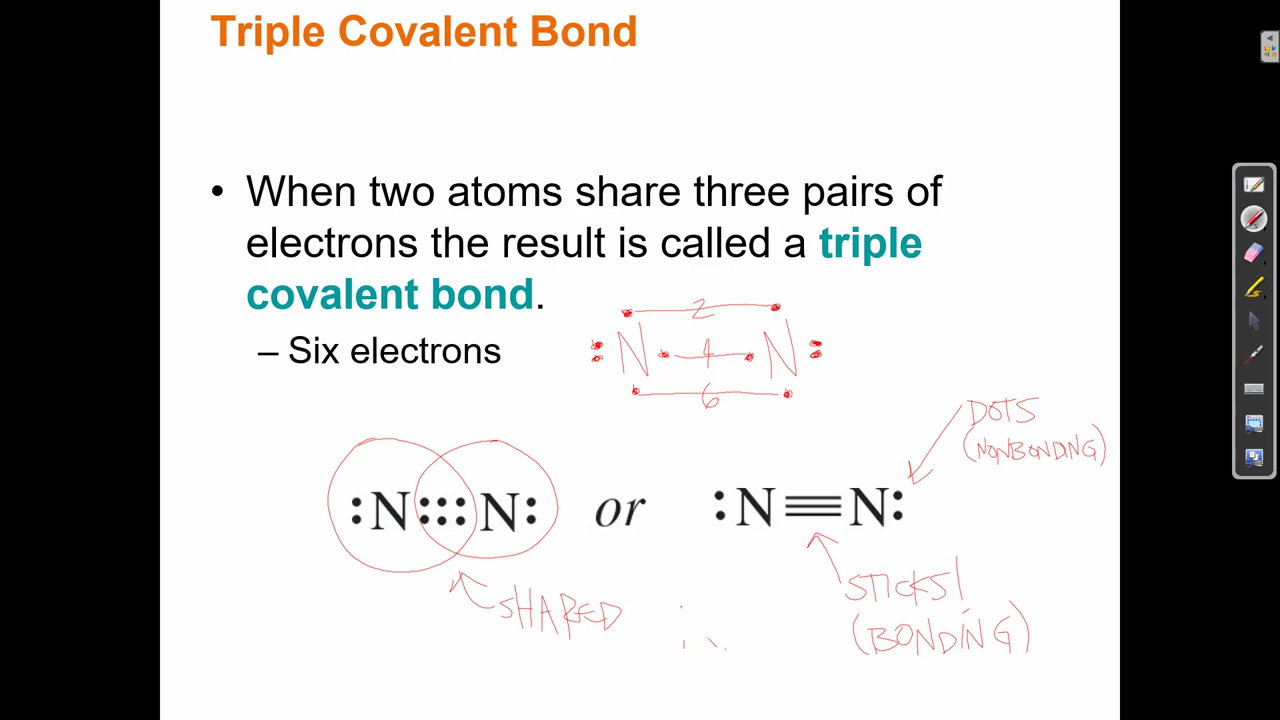 Triple Covalent Bond
• When two atoms share three pairs of
electrons the result is called a triple
covalent bond.
– Six electrons
2
:N· 4 ·N:
6
DOTS
(NONBONDING)
:N:::N: or :N≡N:
SHARED
STICKS!
(BONDING)